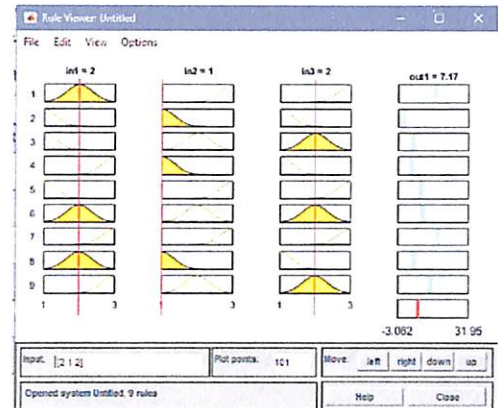 Rule Viewer: Untitled
File Edit View Options
in1 = 2 in2 = 1 in3 = 2 out1 = 7.17
1
2
3
4
5
6
7
8
9
1 3 1 3 1 3
-3.062 31.95
Input: [2 1 2] Plot points: 101 Move: left right down up
Opened system Untitled, 9 rules Help Close